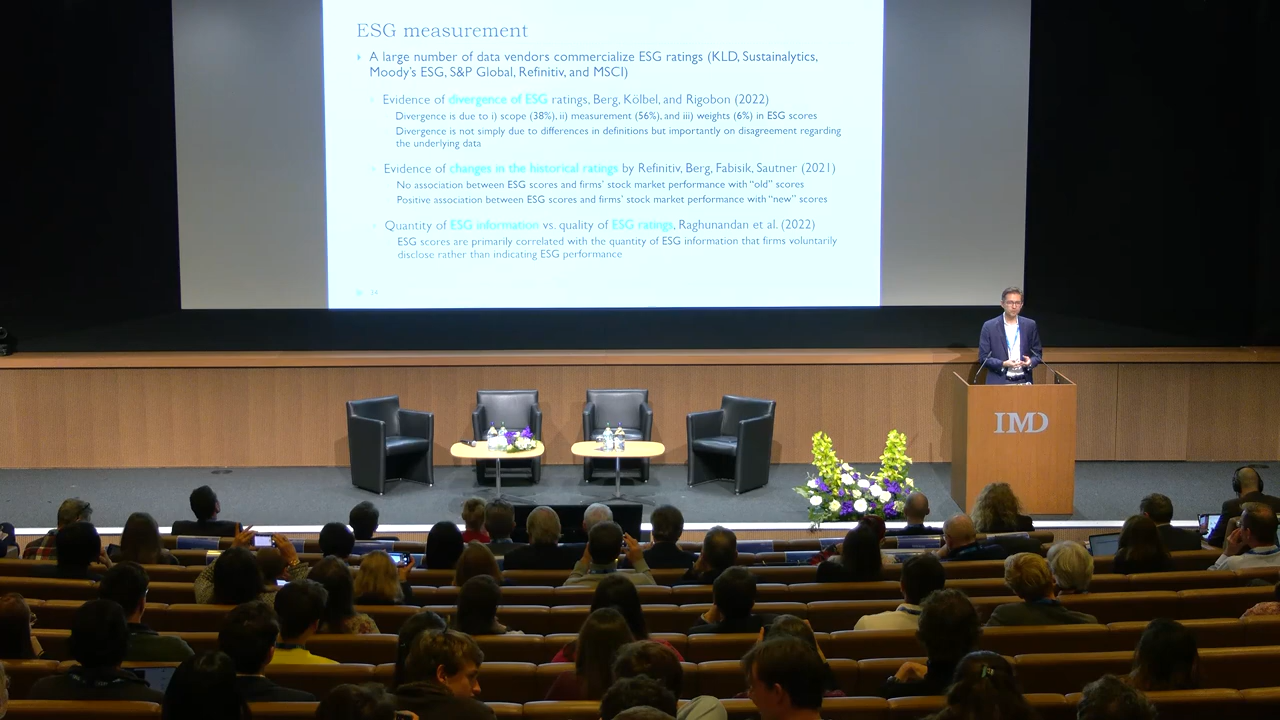 ESG measurement
A large number of data vendors commercialize ESG ratings (KLD, Sustainalytics,
Moody's ESG, S&P Global, Refinitiv, and MSCI)
Evidence of divergence of ESG ratings, Berg, Kölbel, and Rigobon (2022)
Divergence is due to i) scope (38%), ii) measurement (56%), and iii) weights (6%) in ESG scores
Divergence is not simply due to differences in definitions but importantly on disagreement regarding
the underlying data
Evidence of changes in the historical ratings by Refinitiv, Berg, Fabisik, Sautner (2021)
No association between ESG scores and firms' stock market performance with "old" scores
Positive association between ESG scores and firms' stock market performance with "new" scores
Quantity of ESG information vs. quality of ESG ratings, Raghunandan et al. (2022)
ESG scores are primarily correlated with the quantity of ESG information that firms voluntarily
disclose rather than indicating ESG performance
IMD